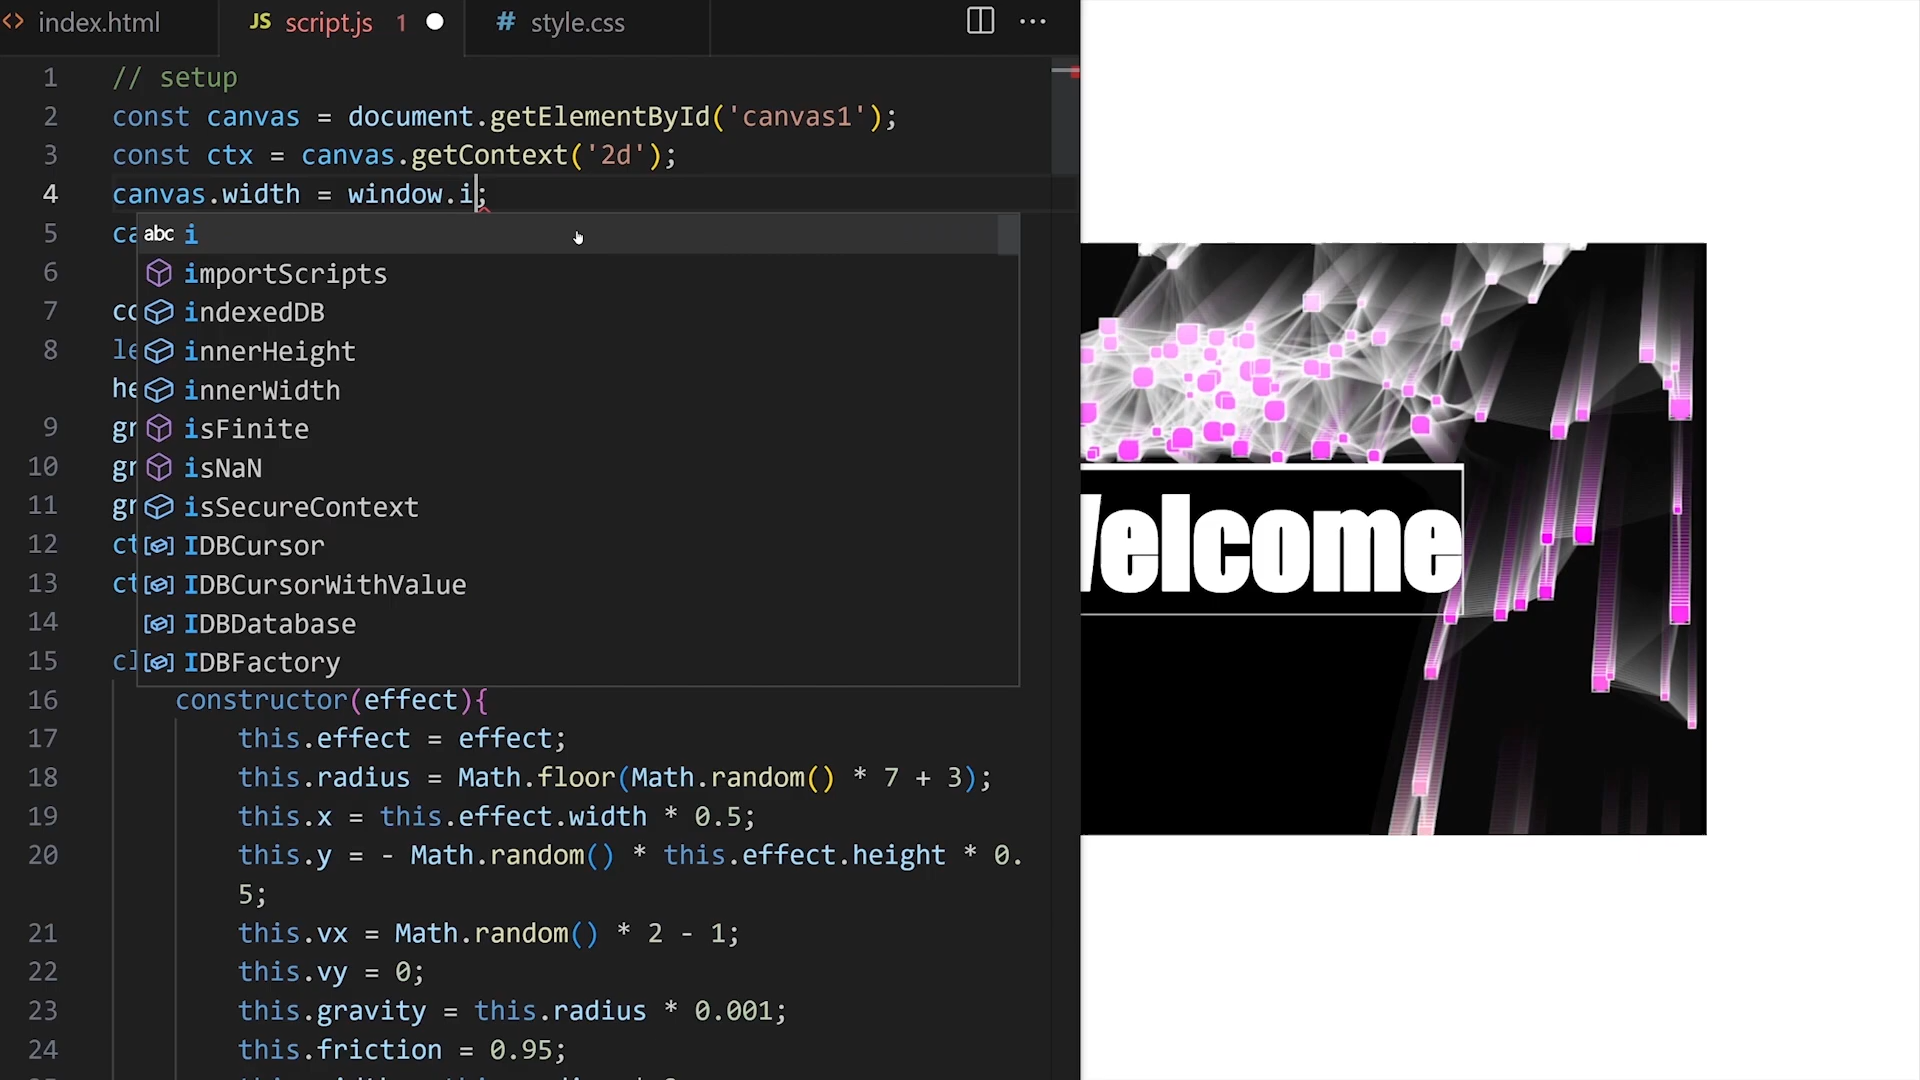 index.html JS script.js 1 # style.css
1 // setup
2 const canvas = document.getElementById('canvas1');
3 const ctx = canvas.getContext('2d');
4 canvas.width = window.i;
5 ca abc i
6 importScripts
7 co indexedDB
8 le innerHeight
he innerWidth
9 gr isFinite
10 gr isNaN
11 gr isSecureContext
12 ct IDBCursor
13 ct IDBCursorWithValue
14 IDBDatabase
15 cl IDBFactory
16 constructor(effect){
17 this.effect = effect;
18 this.radius = Math.floor(Math.random() * 7 + 3);
19 this.x = this.effect.width * 0.5;
20 this.y = - Math.random() * this.effect.height * 0.
5;
21 this.vx = Math.random() * 2 - 1;
22 this.vy = 0;
23 this.gravity = this.radius * 0.001;
24 this.friction = 0.95;
Welcome